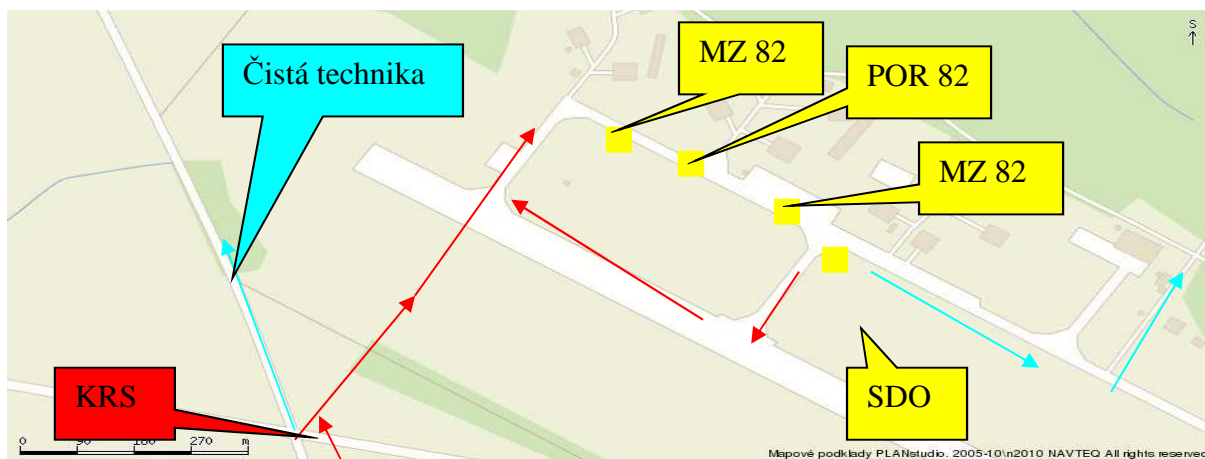 MZ 82
S
Čistá technika
POR 82
MZ 82
KRS
SDO
0 90 180 270 m
Mapové podklady PLANstudio. 2005-10\n2010 NAVTEQ All rights reserved